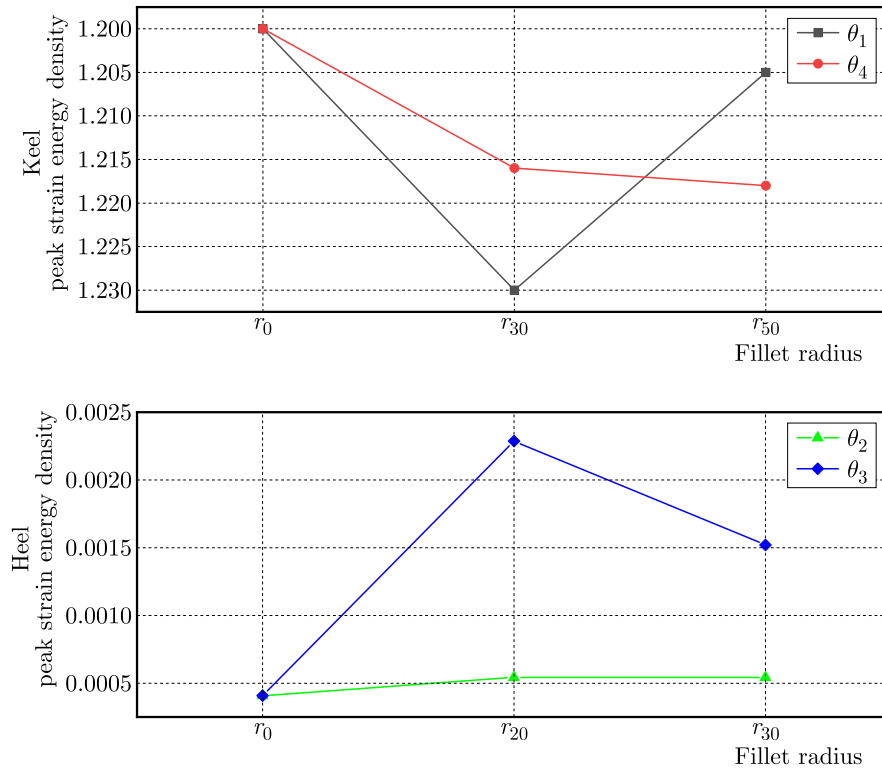 1.200
1.205
1.210
1.215
1.220
1.225
1.230
Keel
peak strain energy density
θ1
θ4
r0 r30 r50
Fillet radius
0.0025
0.0020
0.0015
0.0010
0.0005
Heel
peak strain energy density
θ2
θ3
r0 r20 r30
Fillet radius